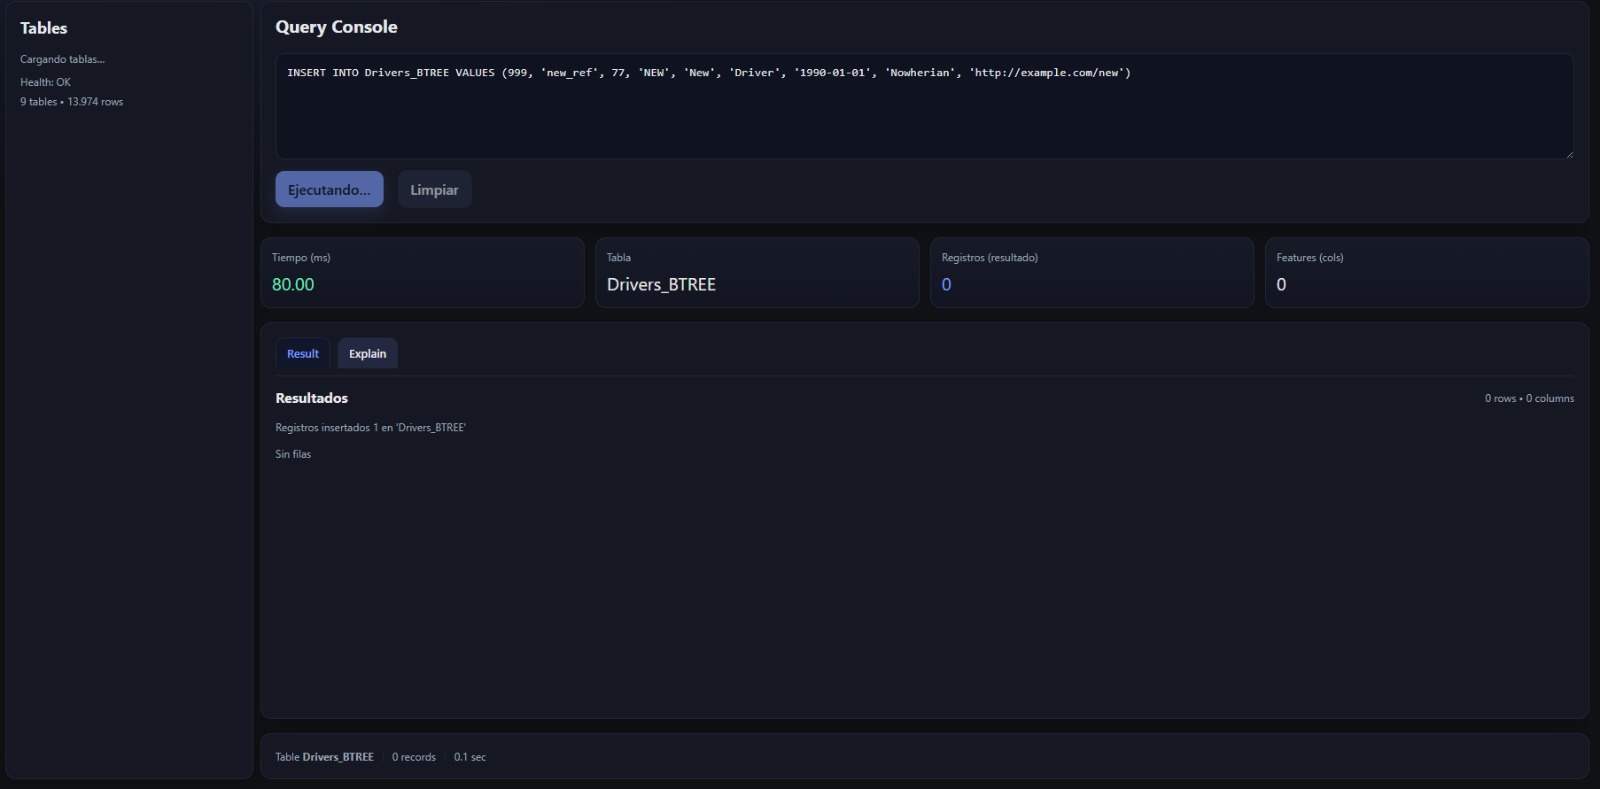 Tables
Cargando tablas...
Health: OK
9 tables • 13.974 rows
Query Console
INSERT INTO Drivers_BTREE VALUES (999, 'new_ref', 77, 'NEW', 'New', 'Driver', '1990-01-01', 'Nowherian', 'http://example.com/new')
Ejecutando... Limpiar
Tiempo (ms)
80.00
Tabla
Drivers_BTREE
Registros (resultado)
0
Features (cols)
0
Result Explain
Resultados
0 rows • 0 columns
Registros insertados 1 en 'Drivers_BTREE'
Sin filas
Table Drivers_BTREE 0 records 0.1 sec